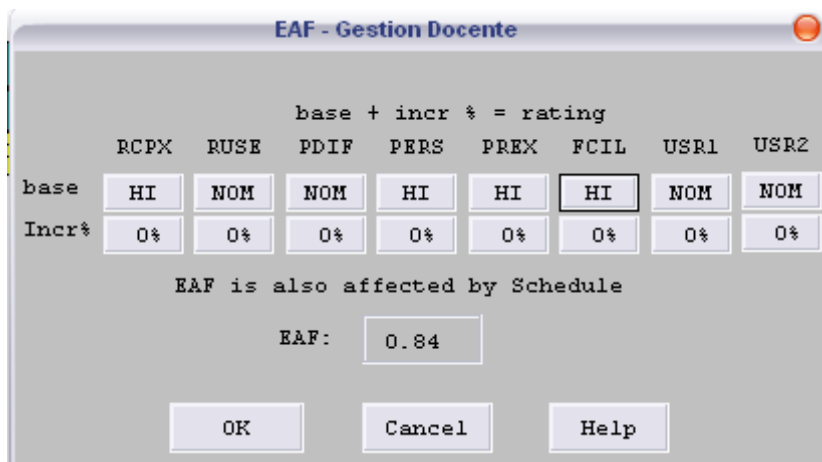 EAF - Gestion Docente
base + incr % = rating
RCPX RUSE PDIF PERS PREX FCIL USR1 USR2
base HI NOM NOM HI HI HI NOM NOM
Incr% 0% 0% 0% 0% 0% 0% 0% 0%
EAF is also affected by Schedule
EAF: 0.84
OK Cancel Help